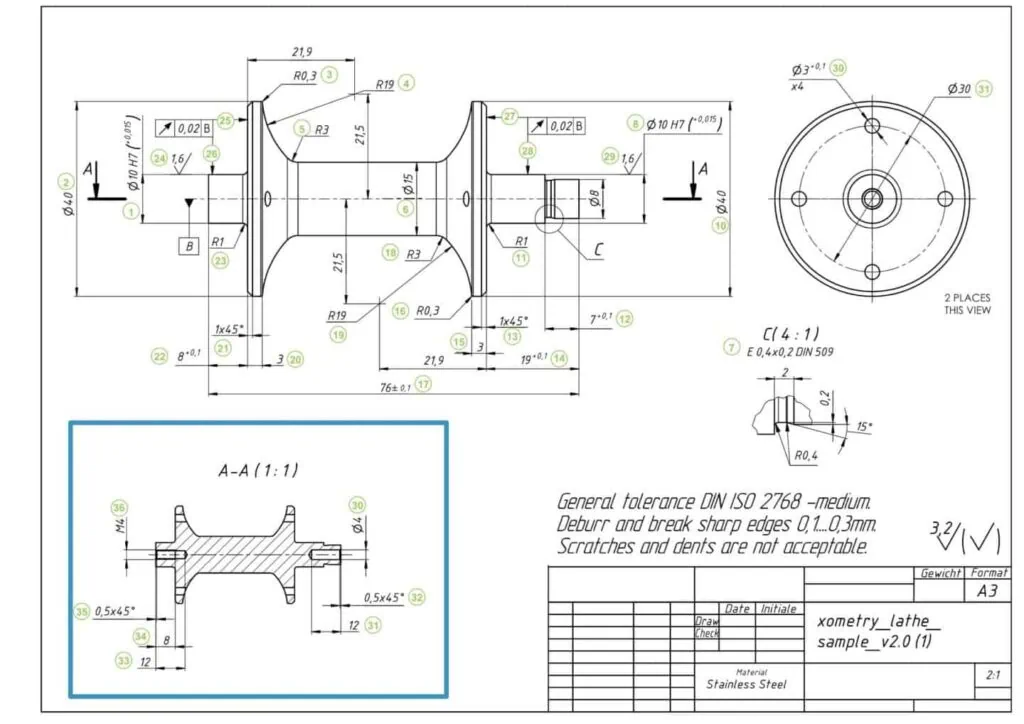 21,9
R0,3 3
R19 4
Ø3+0,1 30
x4
Ø30 31
25
0,02 B
26
5 R3
21,5
27
0,02 B
28
8 Ø10 H7 (+0,015)
29 1,6
24 1,6
Ø10 H7 (+0,015)
1
A
2
Ø40
Ø15
6
Ø8
A
Ø40
10
B
R1
23
21,5
18 R3
R1
11
C
R19
19
16 R0,3
7+0,1 12
2 PLACES
THIS VIEW
1x45°
21
22 8+0,1
3 20
15
3
1x45°
13
21,9
19+0,1 14
76±0,1 17
C( 4 : 1 )
7 E 0,4x0,2 DIN 509
2
0,2
15°
R0,4
A-A ( 1 : 1 )
36
M4
30
Ø4
35 0,5x45°
0,5x45° 32
34 8
12 31
33 12
General tolerance DIN ISO 2768 -medium.
Deburr and break sharp edges 0,1...0,3mm.
Scratches and dents are not acceptable.
3,2
Gewicht Format
A3
Date Initiale
Draw
Check
xometry_lathe_
sample_v2.0 (1)
Material
Stainless Steel
2:1